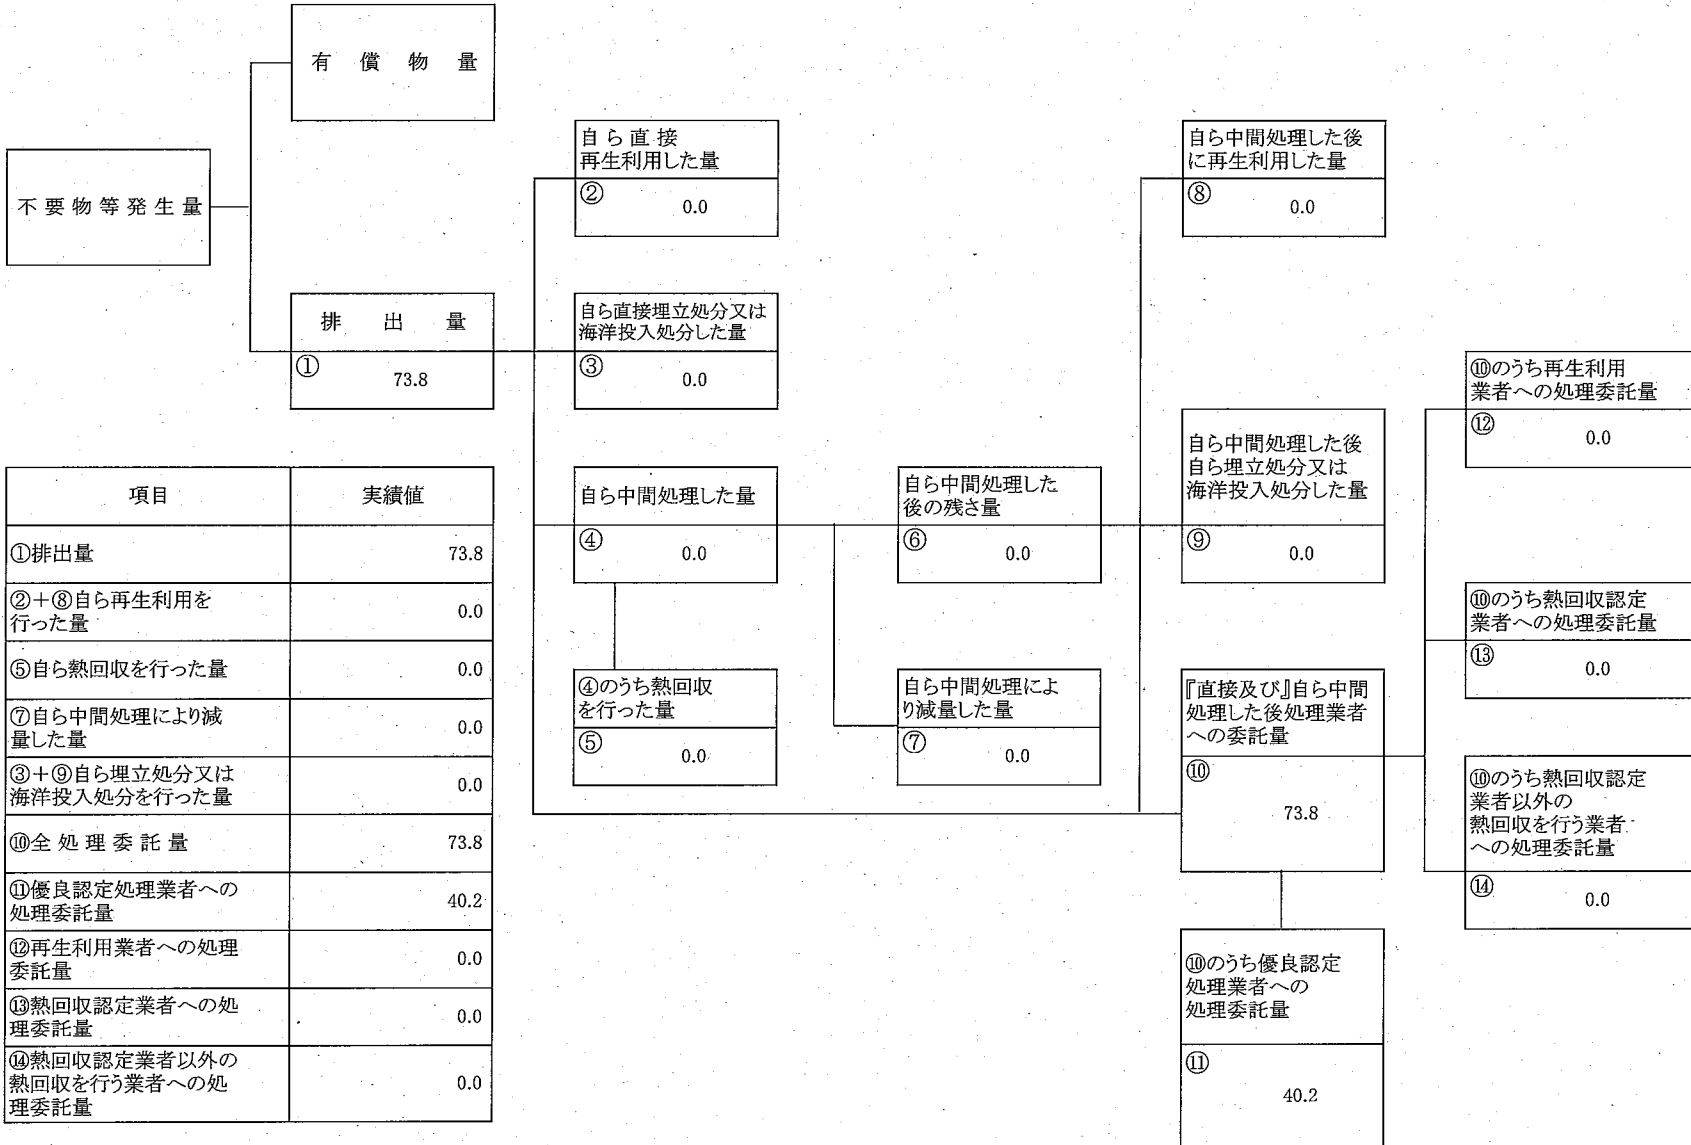 有償物量
不要物等発生量
排出量
①
73.8
自ら直接
再生利用した量
②
0.0
自ら直接埋立処分又は
海洋投入処分した量
③
0.0
自ら中間処理した量
④
0.0
④のうち熱回収
を行った量
⑤
0.0
自ら中間処理した
後の残さ量
⑥
0.0
自ら中間処理によ
り減量した量
⑦
0.0
自ら中間処理した後
に再生利用した量
⑧
0.0
自ら中間処理した後
自ら埋立処分又は
海洋投入処分した量
⑨
0.0
『直接及び』自ら中間
処理した後処理業者
への委託量
⑩
73.8
⑩のうち優良認定
処理業者への
処理委託量
⑪
40.2
⑩のうち再生利用
業者への処理委託量
⑫
0.0
⑩のうち熱回収認定
業者への処理委託量
⑬
0.0
⑩のうち熱回収認定
業者以外の
熱回収を行う業者
への処理委託量
⑭
0.0
項目 実績値
①排出量 73.8
②+⑧自ら再生利用を
行った量 0.0
⑤自ら熱回収を行った量 0.0
⑦自ら中間処理により減
量した量 0.0
③+⑨自ら埋立処分又は
海洋投入処分を行った量 0.0
⑩全処理委託量 73.8
⑪優良認定処理業者への
処理委託量 40.2
⑫再生利用業者への処理
委託量 0.0
⑬熱回収認定業者への処
理委託量 0.0
⑭熱回収認定業者以外の
熱回収を行う業者への処
理委託量 0.0